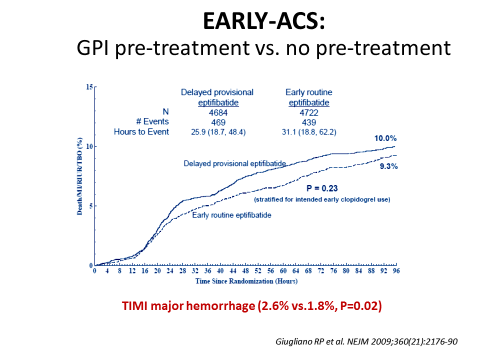 EARLY-ACS:
GPI pre-treatment vs. no pre-treatment
15
Delayed provisional Early routine
eptifibatide eptifibatide
N 4684 4722
# Events 469 439
Hours to Event 25.9 (18.7, 48.4) 31.1 (18.8, 62.2)
10.0%
10
Delayed provisional eptifibatide
9.3%
P = 0.23
(stratified for intended early clopidogrel use)
5
Early routine eptifibatide
0
Death/MI/RIUR/TBO (%)
0 4 8 12 16 20 24 28 32 36 40 44 48 52 56 60 64 68 72 76 80 84 88 92 96
Time Since Randomization (Hours)
TIMI major hemorrhage (2.6% vs.1.8%, P=0.02)
Giugliano RP et al. NEJM 2009;360(21):2176-90